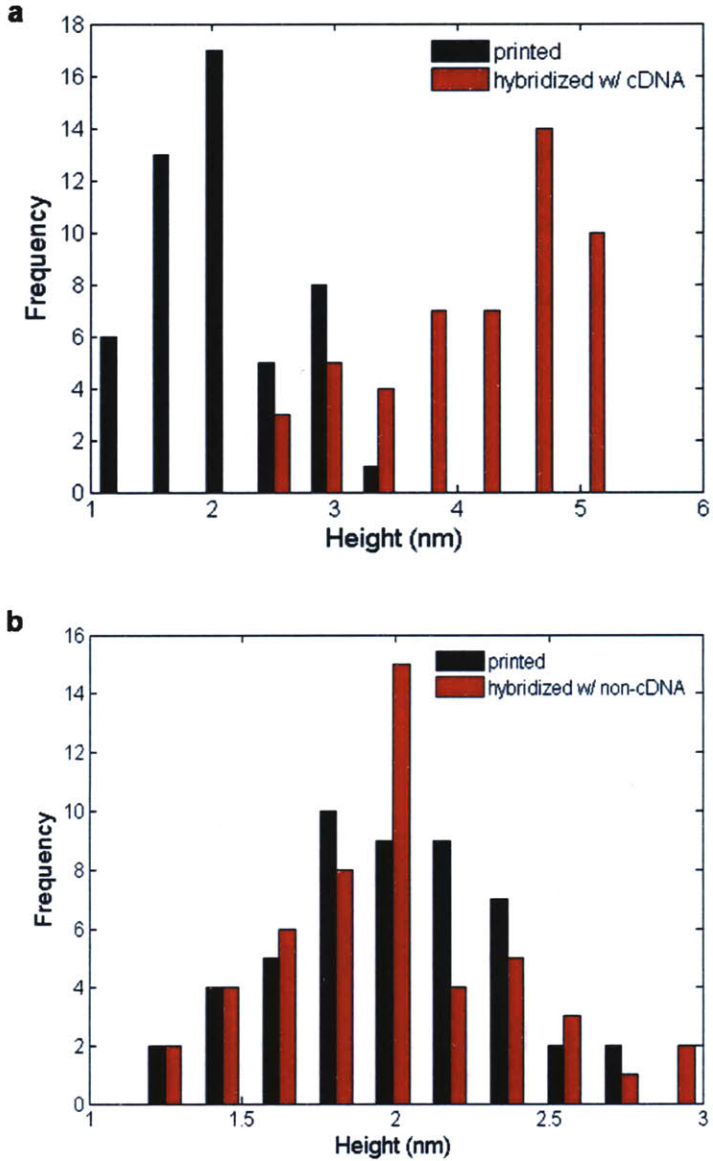 a
18
16
14
12
10
8
6
4
2
0
Frequency
printed
hybridized w/ cDNA
1 2 3 4 5 6
Height (nm)
b
16
14
12
10
8
6
4
2
0
Frequency
printed
hybridized w/ non-cDNA
1 1.5 2 2.5 3
Height (nm)